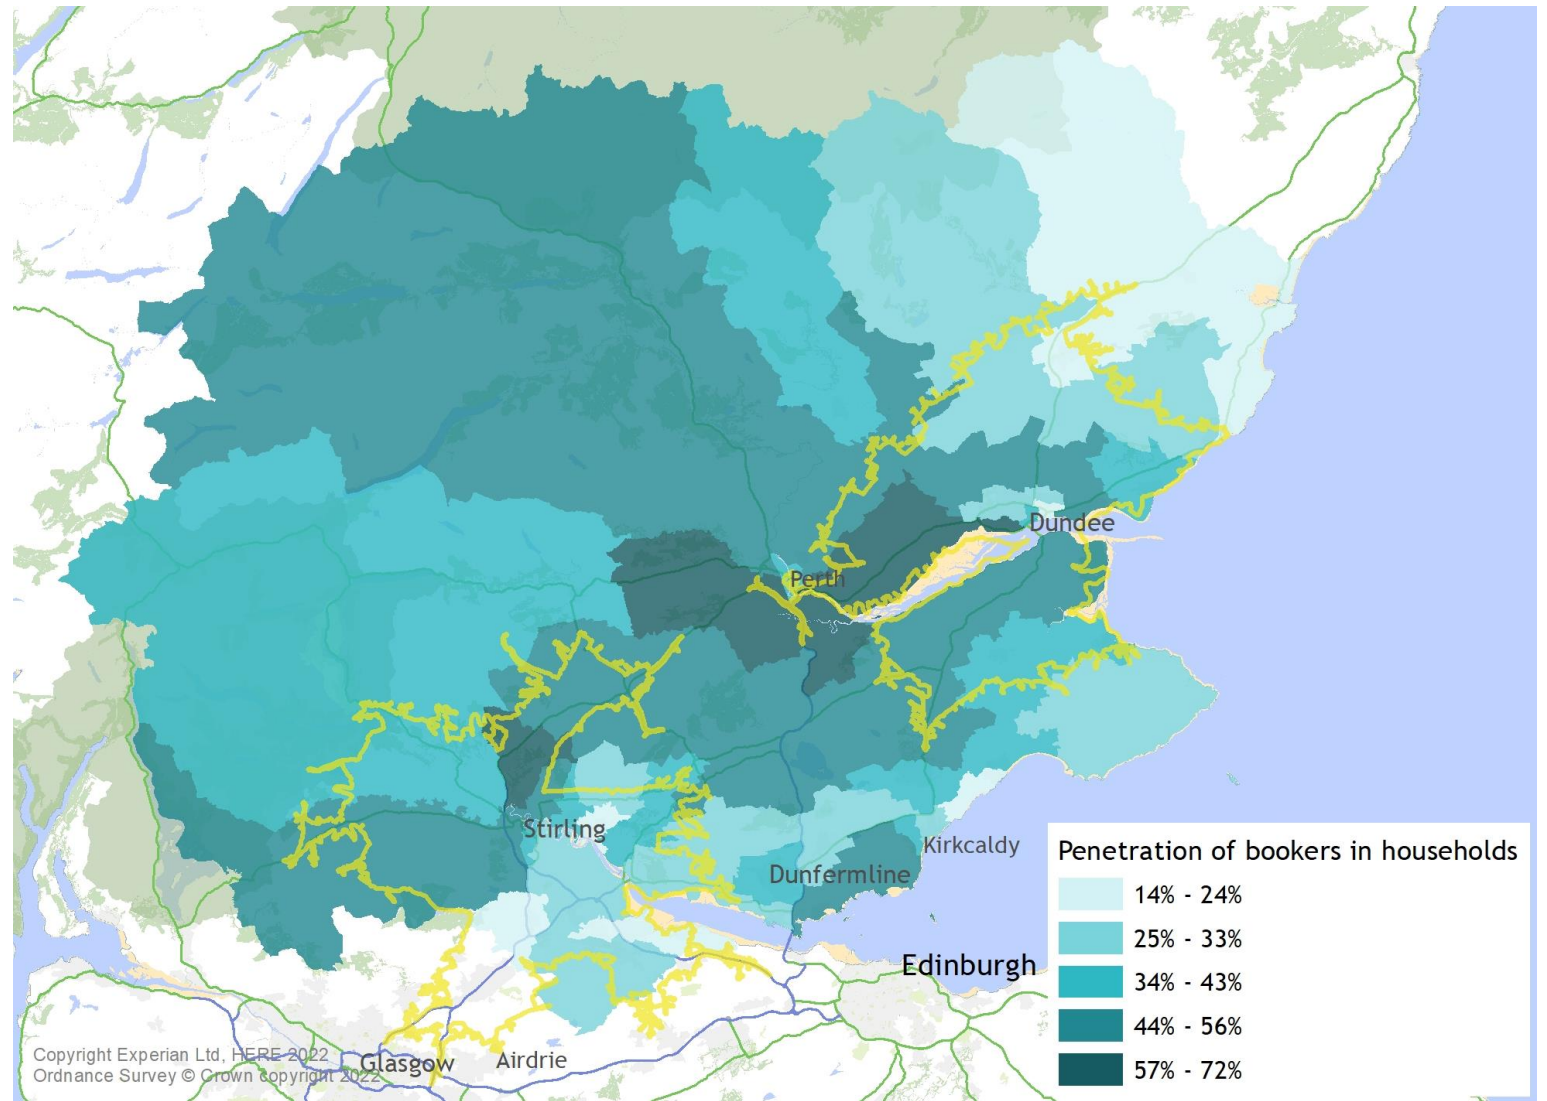 Dundee
Perth
Stirling
Kirkcaldy
Dunfermline
Edinburgh
Glasgow
Airdrie
Penetration of bookers in households
14% - 24%
25% - 33%
34% - 43%
44% - 56%
57% - 72%
Copyright Experian Ltd, HERE 2022
Ordnance Survey © Crown copyright 2022